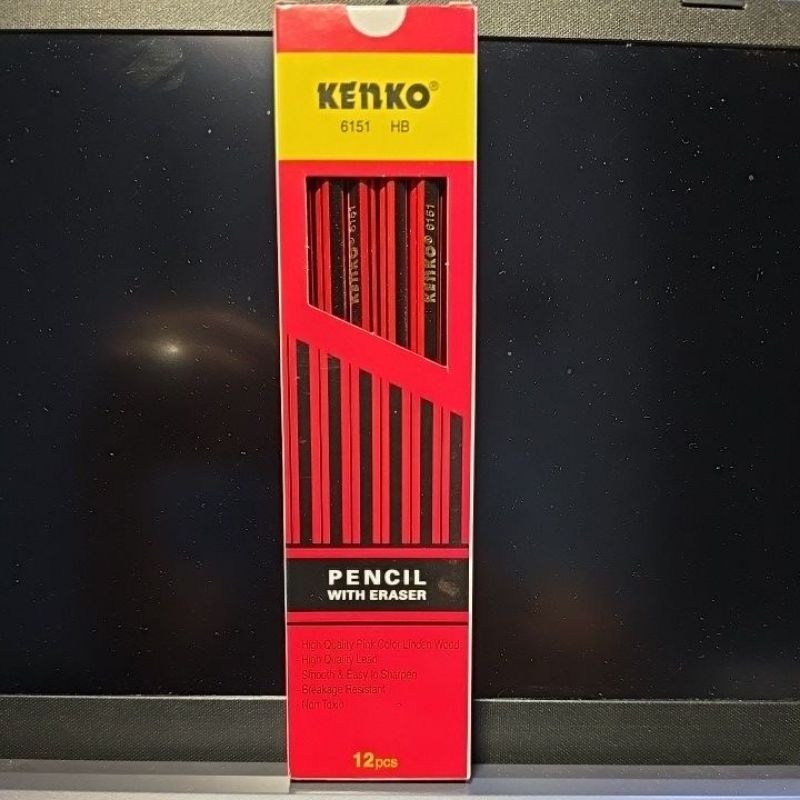 KENKO®
6151 HB
KENKO® 6151
KENKO® 6151
PENCIL
WITH ERASER
High Quality Pink Color Linden Wood
High Quality Lead
Smooth & Easy to Sharpen
Breakage Resistant
Non Toxic
12pcs